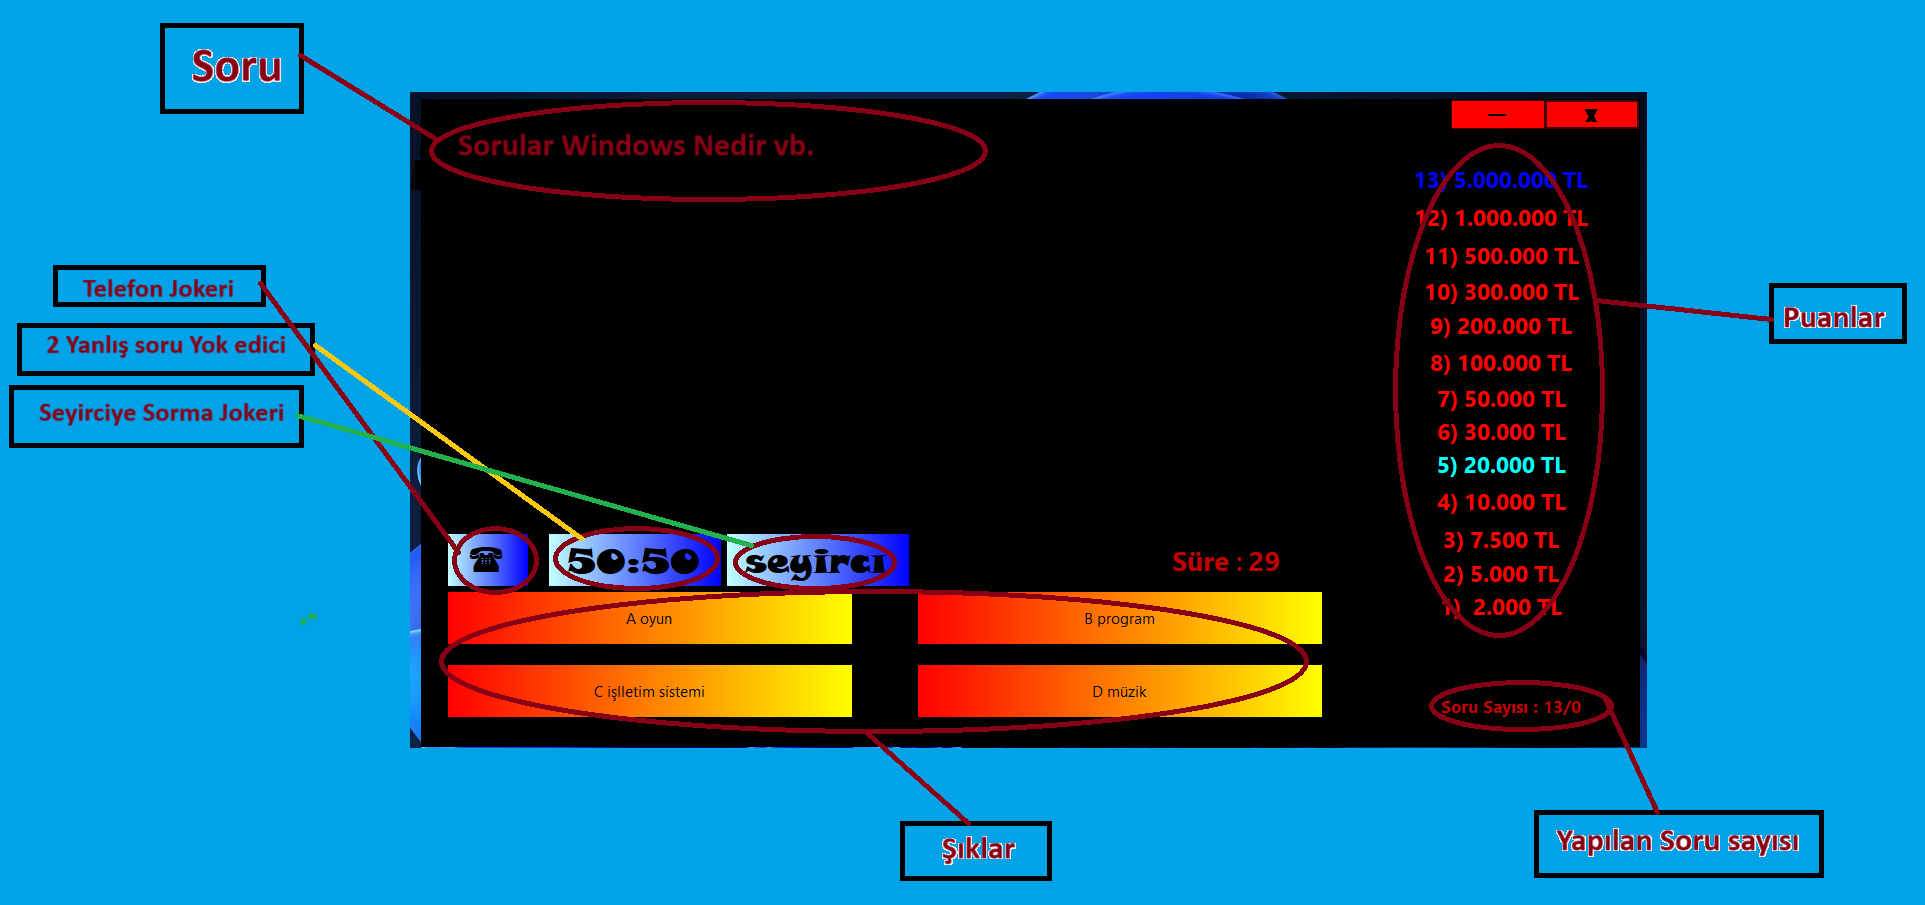 Soru
Sorular Windows Nedir vb.
— x
13) 5.000.000 TL
12) 1.000.000 TL
11) 500.000 TL
10) 300.000 TL
9) 200.000 TL
8) 100.000 TL
7) 50.000 TL
6) 30.000 TL
5) 20.000 TL
4) 10.000 TL
3) 7.500 TL
2) 5.000 TL
1) 2.000 TL
Puanlar
Telefon Jokeri
2 Yanlış soru Yok edici
Seyirciye Sorma Jokeri
☎ 50:50 seyirci
Süre : 29
A oyun
B program
C işlletim sistemi
D müzik
Soru Sayısı : 13/0
Şıklar
Yapılan Soru sayısı